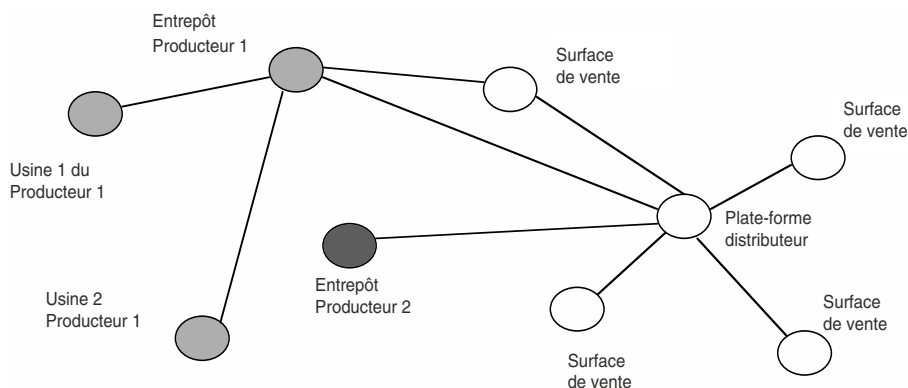 Entrepôt
Producteur 1
Surface
de vente
Surface
de vente
Usine 1 du
Producteur 1
Plate-forme
distributeur
Entrepôt
Producteur 2
Usine 2
Producteur 1
Surface
de vente
Surface
de vente